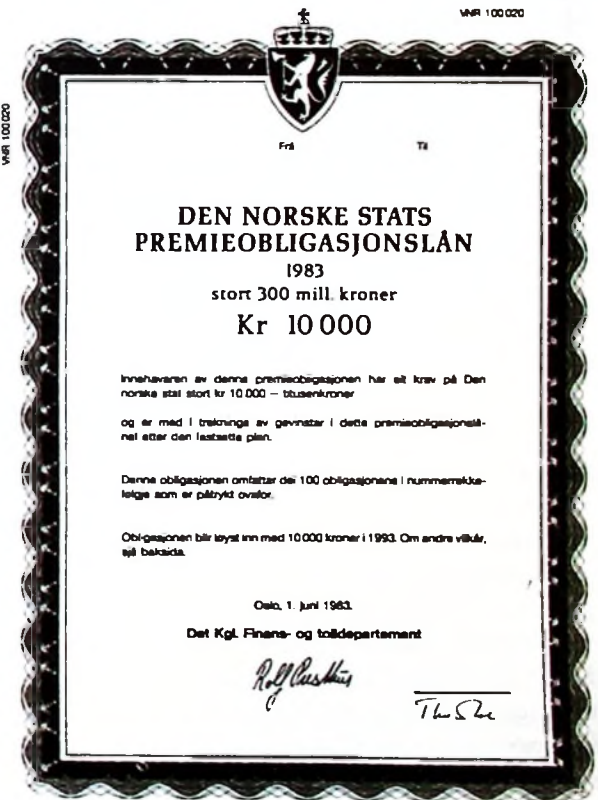 VNR 100 020
VNR 100 020
Frå Til
DEN NORSKE STATS
PREMIEOBLIGASJONSLÅN
1983
stort 300 mill. kroner
Kr 10 000
Innehavaren av denne premieobligasjonen har eit krav på Den
norske stat stort kr 10.000 — titusenkroner
og er med i trekninga av gevinstar i dette premieobligasjonslå-
net etter den fastsette plan.
Denne obligasjonen omfattar dei 100 obligasjonane i nummerrekke-
følgje som er påtrykt ovafor.
Obligasjonen blir løyst inn med 10 000 kroner i 1993. Om andre vilkår,
sjå baksida.
Oslo, 1. juni 1983.
Det Kgl. Finans- og tolldepartement